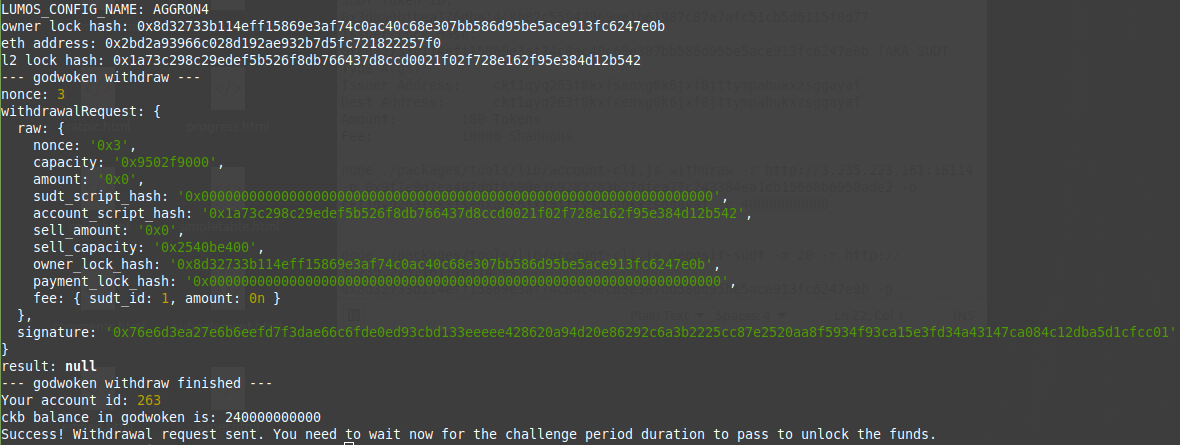 LUMOS_CONFIG_NAME: AGGRON4
owner lock hash: 0x8d32733b114eff15869e3af74c0ac40c68e307bb586d95be5ace913fc6247e0b
eth address: 0x2bd2a93966c028d192ae932b7d5fc721822257f0
l2 lock hash: 0x1a73c298c29edef5b526f8db766437d8ccd0021f02f728e162f95e384d12b542
--- godwoken withdraw ---
nonce: 3
withdrawalRequest: {
raw: {
nonce: '0x3',
capacity: '0x9502f9000',
amount: '0x0',
sudt_script_hash: '0x0000000000000000000000000000000000000000000000000000000000000000',
account_script_hash: '0x1a73c298c29edef5b526f8db766437d8ccd0021f02f728e162f95e384d12b542',
sell_amount: '0x0',
sell_capacity: '0x2540be400',
owner_lock_hash: '0x8d32733b114eff15869e3af74c0ac40c68e307bb586d95be5ace913fc6247e0b',
payment_lock_hash: '0x0000000000000000000000000000000000000000000000000000000000000000',
fee: { sudt_id: 1, amount: 0n }
},
signature: '0x76e6d3ea27e6b6eefd7f3dae66c6fde0ed93cbd133eeeee428620a94d20e86292c6a3b2225cc87e2520aa8f5934f93ca15e3fd34a43147ca084c12dba5d1cfcc01'
}
result: null
--- godwoken withdraw finished ---
Your account id: 263
ckb balance in godwoken is: 240000000000
Success! Withdrawal request sent. You need to wait now for the challenge period duration to pass to unlock the funds.